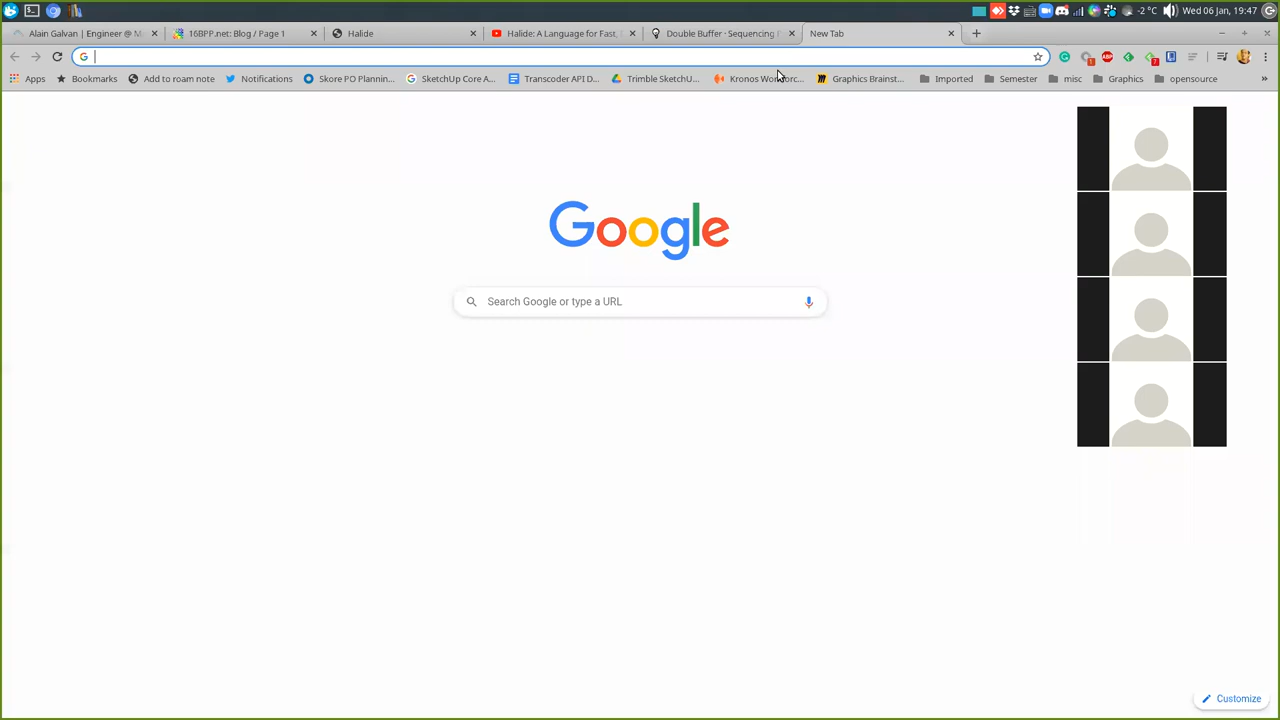 -2 °C Wed 06 Jan, 19:47
Alain Galvan | Engineer @ M
16BPP.net: Blog / Page 1
Halide
Halide: A Language for Fast,
Double Buffer · Sequencing P
New Tab
Apps
Bookmarks
Add to roam note
Notifications
Skore PO Plannin...
SketchUp Core A...
Transcoder API D...
Trimble SketchU...
Graphics Brainst...
Imported
Semester
misc
Graphics
opensource
Google
Search Google or type a URL
Customize